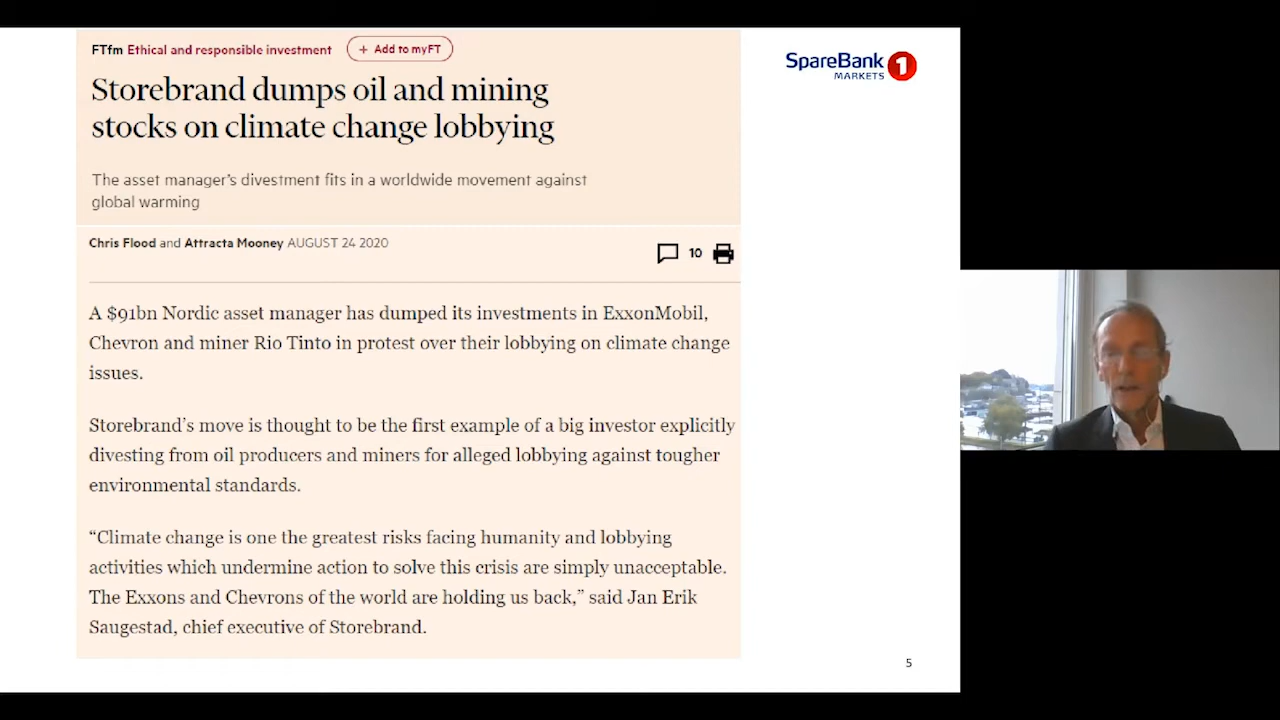 FTfm Ethical and responsible investment + Add to myFT
SpareBank 1
MARKETS
Storebrand dumps oil and mining
stocks on climate change lobbying
The asset manager's divestment fits in a worldwide movement against
global warming
Chris Flood and Attracta Mooney AUGUST 24 2020
10
A $91bn Nordic asset manager has dumped its investments in ExxonMobil,
Chevron and miner Rio Tinto in protest over their lobbying on climate change
issues.
Storebrand's move is thought to be the first example of a big investor explicitly
divesting from oil producers and miners for alleged lobbying against tougher
environmental standards.
“Climate change is one the greatest risks facing humanity and lobbying
activities which undermine action to solve this crisis are simply unacceptable.
The Exxons and Chevrons of the world are holding us back,” said Jan Erik
Saugestad, chief executive of Storebrand.
5